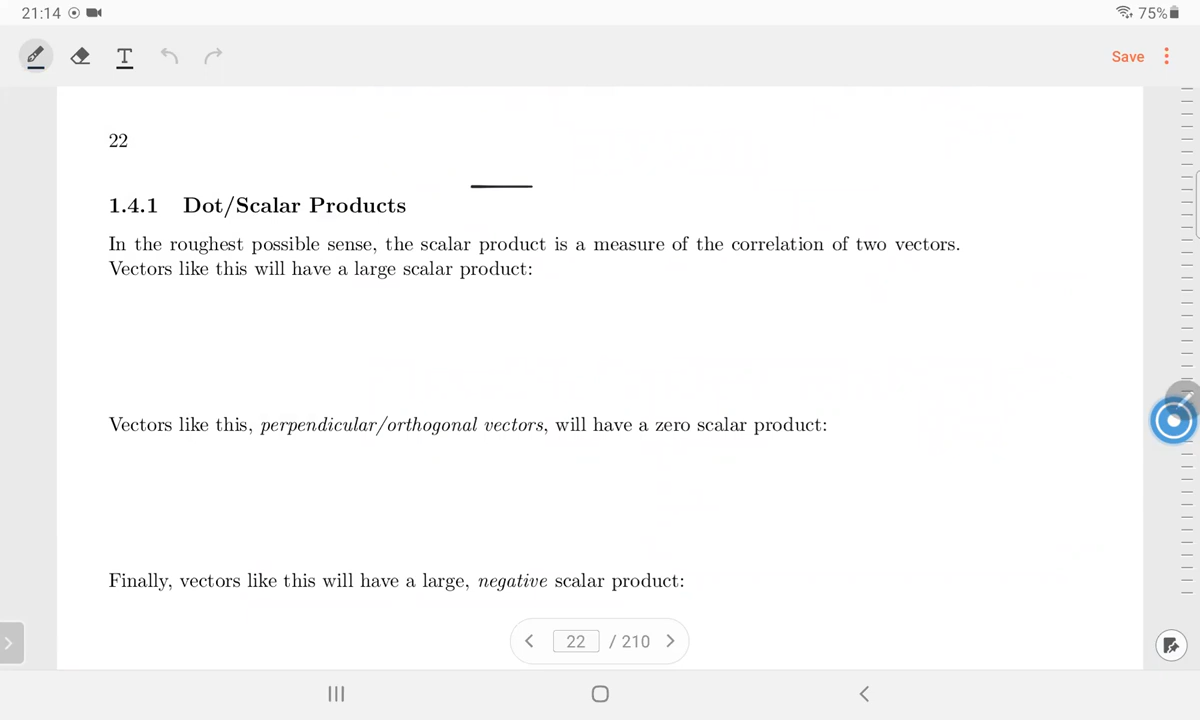 21:14
75%
T
Save
22
1.4.1 Dot/Scalar Products
In the roughest possible sense, the scalar product is a measure of the correlation of two vectors.
Vectors like this will have a large scalar product:
Vectors like this, perpendicular/orthogonal vectors, will have a zero scalar product:
Finally, vectors like this will have a large, negative scalar product:
22 / 210